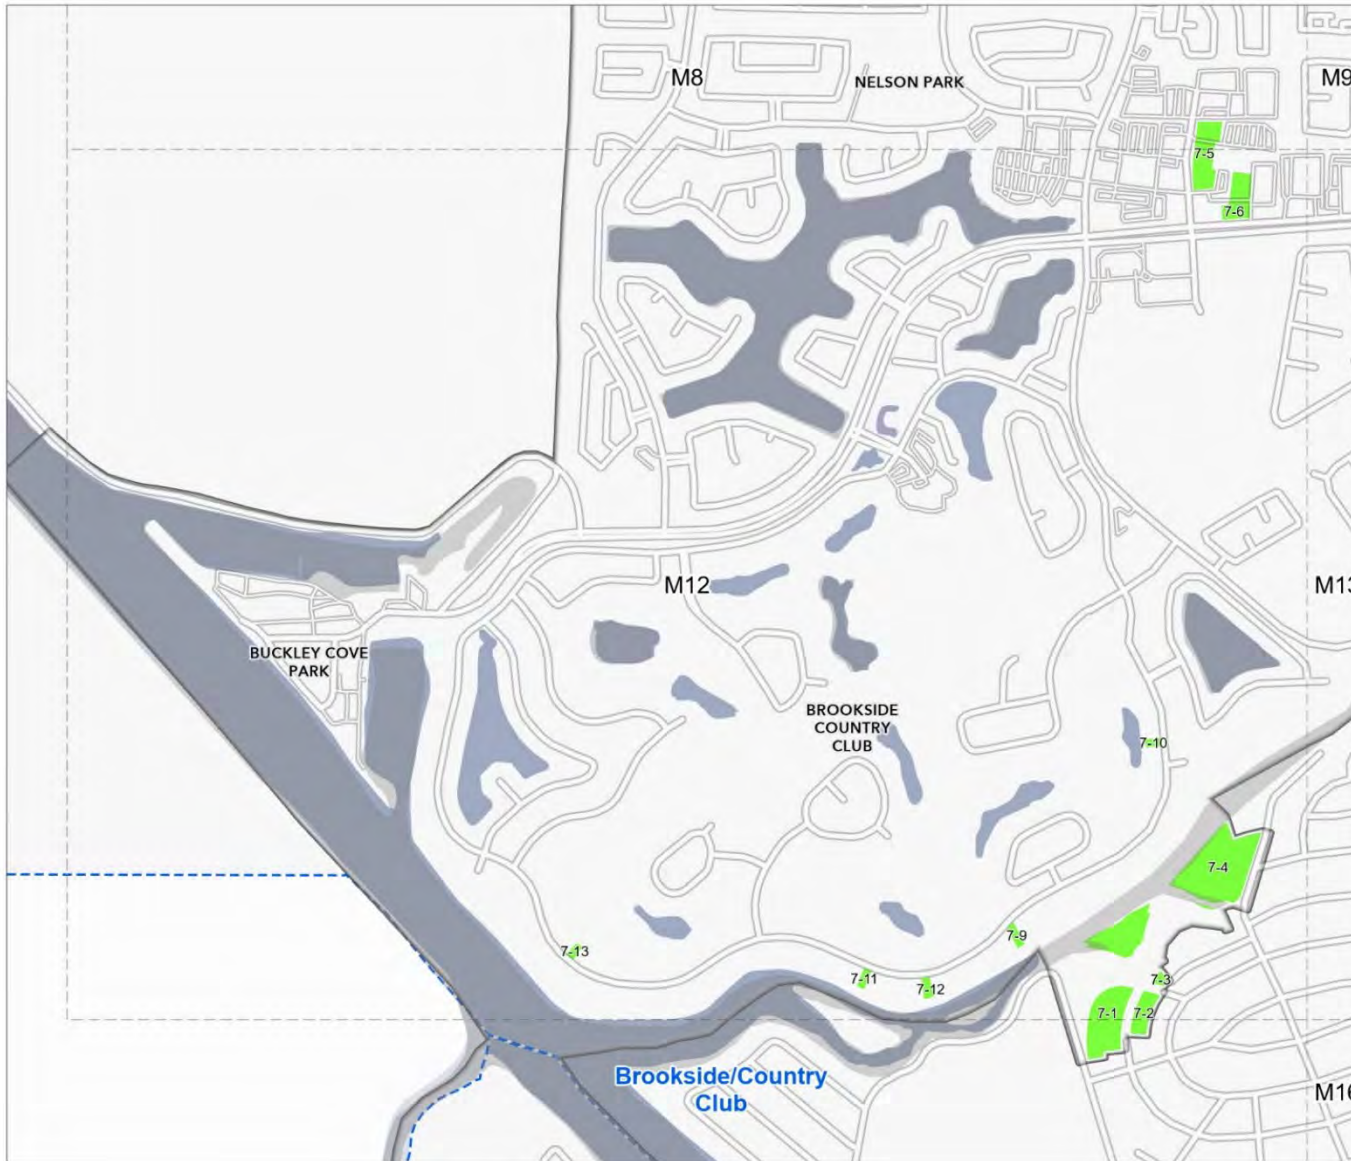 M8
NELSON PARK
M9
7-5
7-6
M12
M13
BUCKLEY COVE
PARK
BROOKSIDE
COUNTRY
CLUB
7-10
7-4
7-9
7-13
7-11
7-12
7-3
7-1
7-2
Brookside/Country
Club
M16